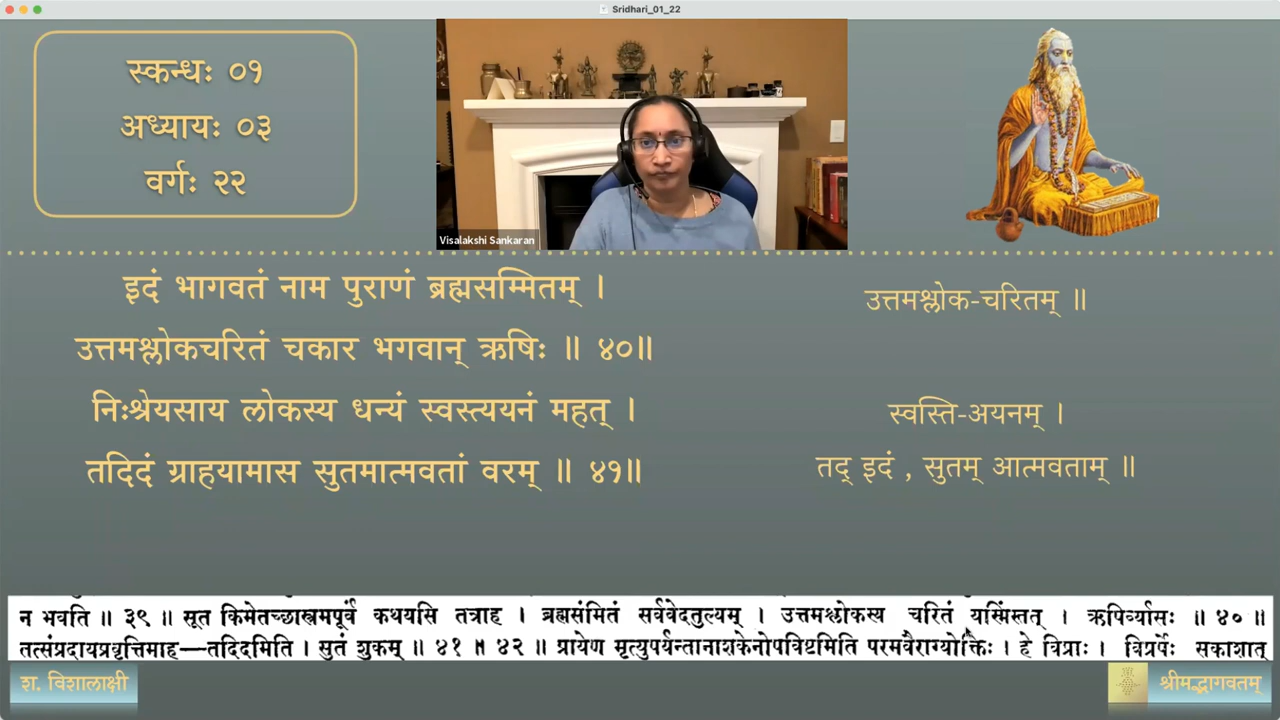 Sridhari_01_22
स्कन्धः ०१
अध्यायः ०३
वर्गः २२
Visalakshi Sankaran
इदं भागवतं नाम पुराणं ब्रह्मसम्मितम् ।
उत्तमश्लोकचरितं चकार भगवान् ऋषिः ॥ ४०॥
निःश्रेयसाय लोकस्य धन्यं स्वस्त्ययनं महत् ।
तदिदं ग्राहयामास सुतमात्मवतां वरम् ॥ ४१॥
उत्तमश्लोक-चरितम् ॥
स्वस्ति-अयनम् ।
तद् इदं , सुतम् आत्मवताम् ॥
न भवति ॥ ३९ ॥ सूत किमेतच्छास्त्रमपूर्वं कथयसि तत्राह । ब्रह्मसंमितं सर्ववेदतुल्यम् । उत्तमश्लोकस्य चरितं यस्मिंस्तत् । ऋषिर्व्यासः ॥ ४० ॥
तत्संप्रदायप्रवृत्तिमाह—तदिदमिति । सुतं शुकम् ॥ ४१ ॥ ४२ ॥ प्रायेण मृत्युपर्यन्तानाशकेनोपविष्टमिति परमवैराग्योक्तिः । हे विप्राः । विप्रर्षेः सकाशात्
श. विशालाक्षी
श्रीमद्भागवतम्